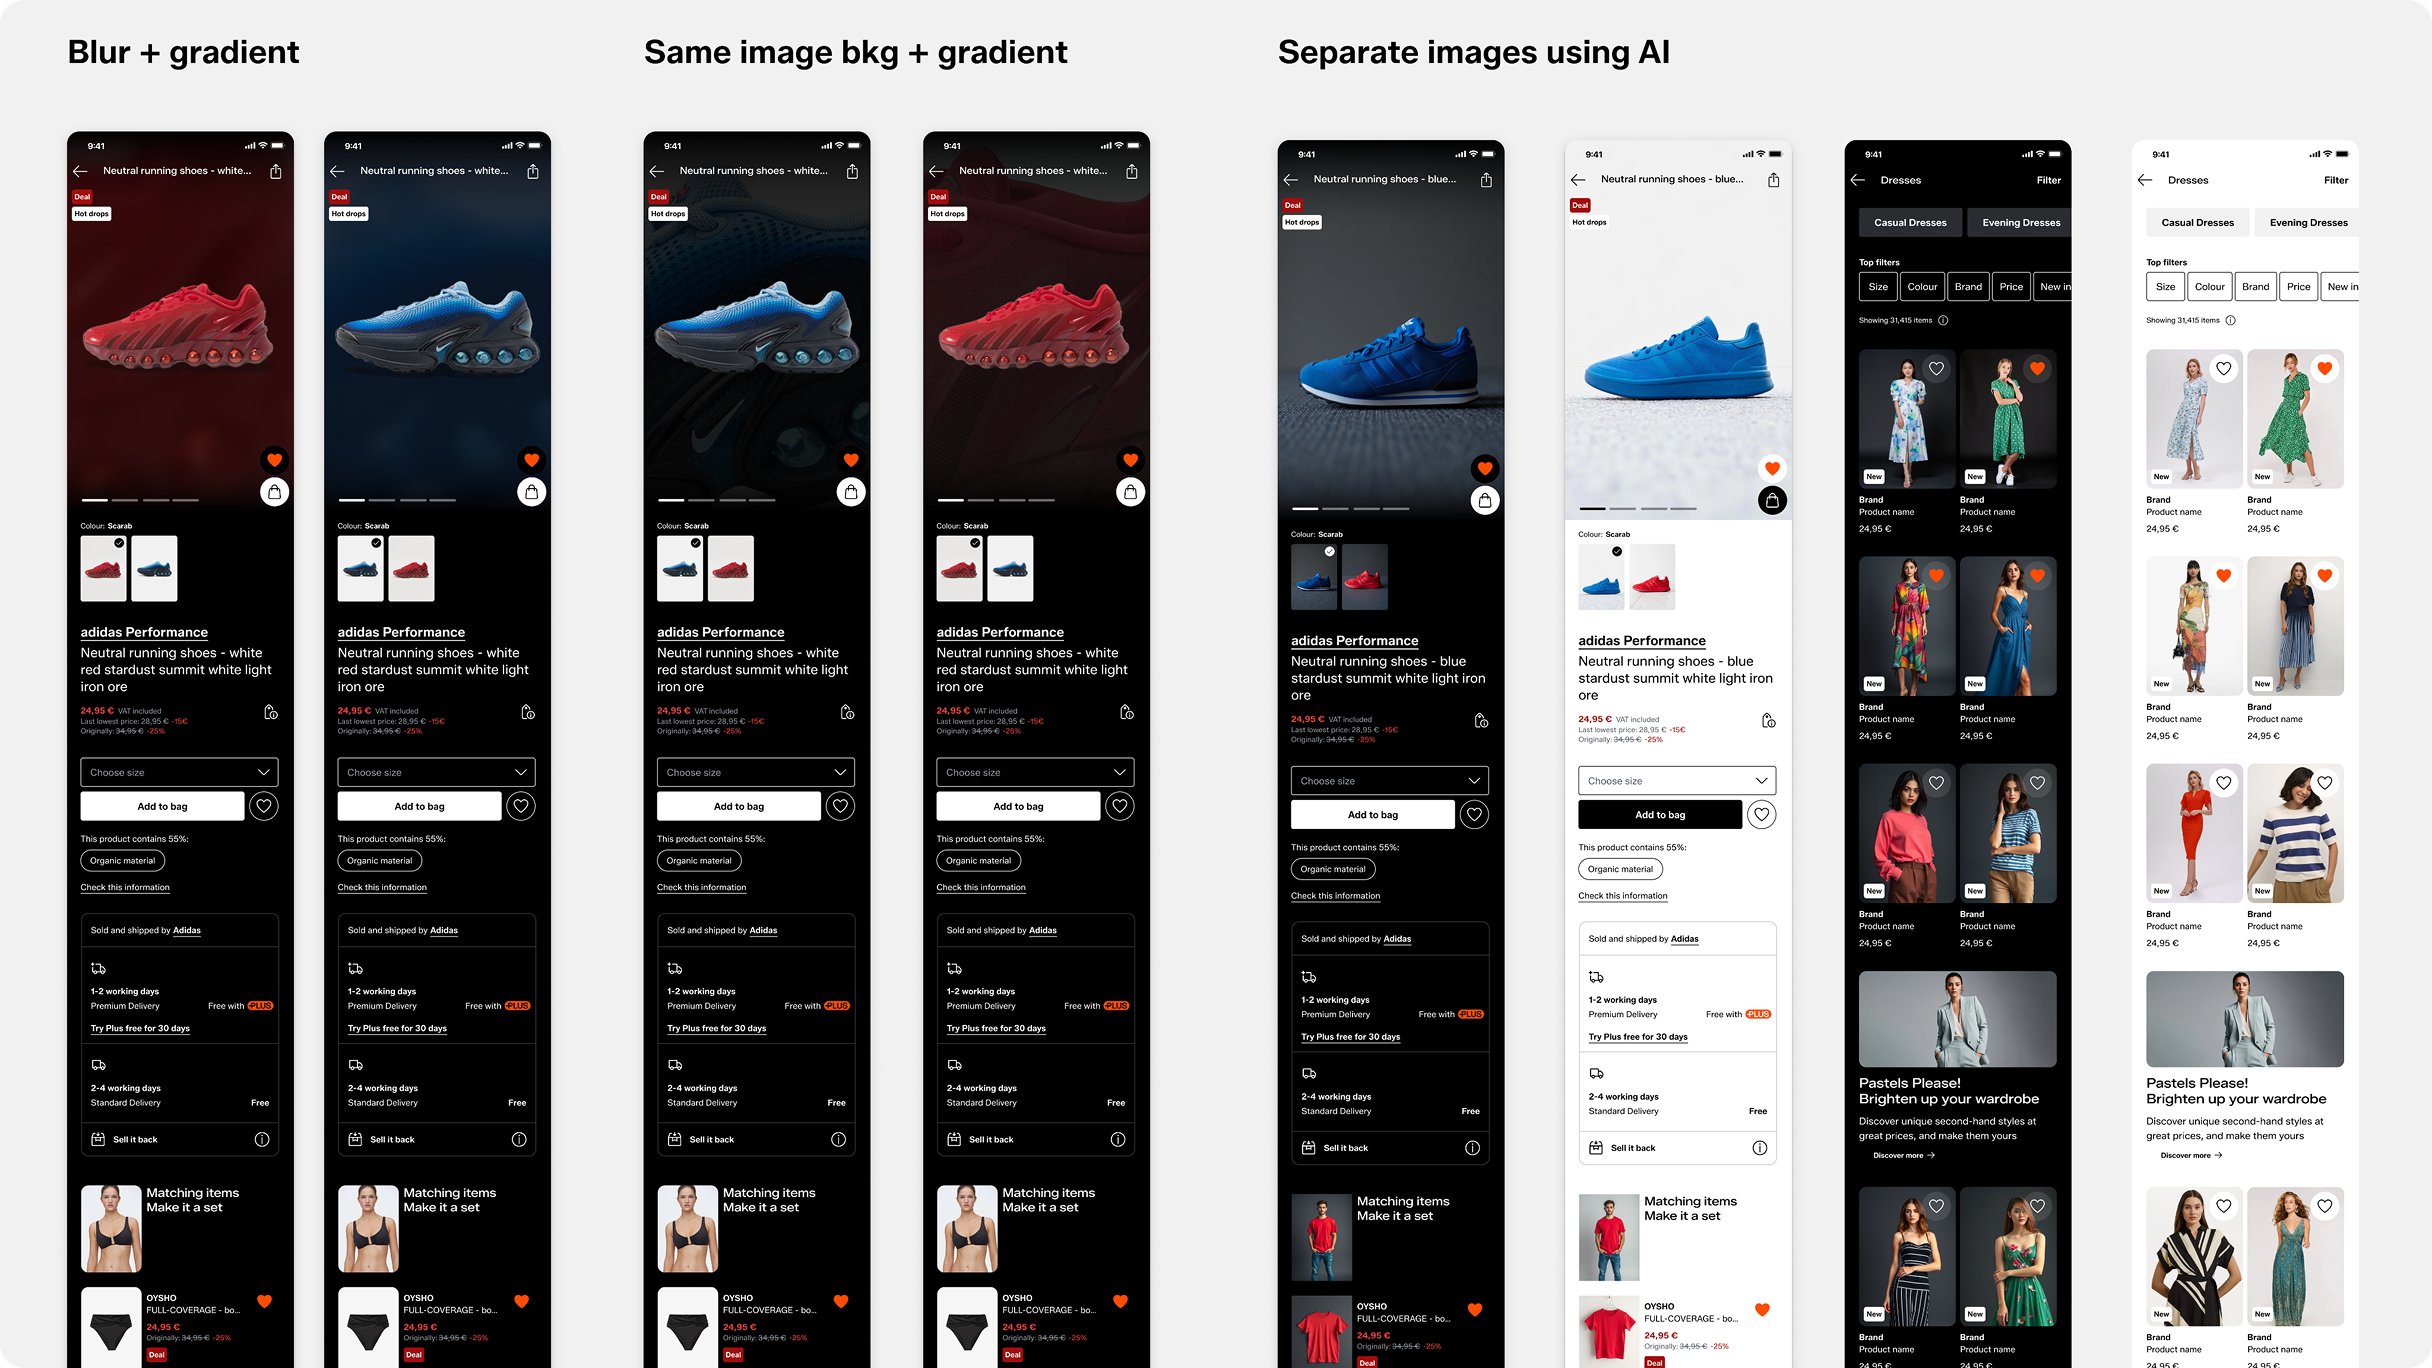 Blur + gradient
Same image bkg + gradient
Separate images using AI
9:41
Neutral running shoes - white...
Deal
Hot drops
Colour: Scarab
adidas Performance
Neutral running shoes - white
red stardust summit white light
iron ore
24,95 € VAT included
Last lowest price: 28,95 € -15€
Originally: 34,95 € -25%
Choose size
Add to bag
This product contains 55%:
Organic material
Check this information
Sold and shipped by Adidas
1-2 working days
Premium Delivery Free with PLUS
Try Plus free for 30 days
2-4 working days
Standard Delivery Free
Sell it back
Matching items
Make it a set
OYSHO
FULL-COVERAGE - bo...
24,95 €
Originally: 34,95 € -25%
Deal
9:41
Neutral running shoes - white...
Deal
Hot drops
Colour: Scarab
adidas Performance
Neutral running shoes - white
red stardust summit white light
iron ore
24,95 € VAT included
Last lowest price: 28,95 € -15€
Originally: 34,95 € -25%
Choose size
Add to bag
This product contains 55%:
Organic material
Check this information
Sold and shipped by Adidas
1-2 working days
Premium Delivery Free with PLUS
Try Plus free for 30 days
2-4 working days
Standard Delivery Free
Sell it back
Matching items
Make it a set
OYSHO
FULL-COVERAGE - bo...
24,95 €
Originally: 34,95 € -25%
Deal
9:41
Neutral running shoes - white...
Deal
Hot drops
Colour: Scarab
adidas Performance
Neutral running shoes - white
red stardust summit white light
iron ore
24,95 € VAT included
Last lowest price: 28,95 € -15€
Originally: 34,95 € -25%
Choose size
Add to bag
This product contains 55%:
Organic material
Check this information
Sold and shipped by Adidas
1-2 working days
Premium Delivery Free with PLUS
Try Plus free for 30 days
2-4 working days
Standard Delivery Free
Sell it back
Matching items
Make it a set
OYSHO
FULL-COVERAGE - bo...
24,95 €
Originally: 34,95 € -25%
Deal
9:41
Neutral running shoes - white...
Deal
Hot drops
Colour: Scarab
adidas Performance
Neutral running shoes - white
red stardust summit white light
iron ore
24,95 € VAT included
Last lowest price: 28,95 € -15€
Originally: 34,95 € -25%
Choose size
Add to bag
This product contains 55%:
Organic material
Check this information
Sold and shipped by Adidas
1-2 working days
Premium Delivery Free with PLUS
Try Plus free for 30 days
2-4 working days
Standard Delivery Free
Sell it back
Matching items
Make it a set
OYSHO
FULL-COVERAGE - bo...
24,95 €
Originally: 34,95 € -25%
Deal
9:41
Neutral running shoes - blue...
Deal
Hot drops
Colour: Scarab
adidas Performance
Neutral running shoes - blue
stardust summit white light iron
ore
24,95 € VAT included
Last lowest price: 28,95 € -15€
Originally: 34,95 € -25%
Choose size
Add to bag
This product contains 55%:
Organic material
Check this information
Sold and shipped by Adidas
1-2 working days
Premium Delivery Free with PLUS
Try Plus free for 30 days
2-4 working days
Standard Delivery Free
Sell it back
Matching items
Make it a set
OYSHO
FULL-COVERAGE - bo...
24,95 €
Originally: 34,95 € -25%
Deal
9:41
Neutral running shoes - blue...
Deal
Hot drops
Colour: Scarab
adidas Performance
Neutral running shoes - blue
stardust summit white light iron
ore
24,95 € VAT included
Last lowest price: 28,95 € -15€
Originally: 34,95 € -25%
Choose size
Add to bag
This product contains 55%:
Organic material
Check this information
Sold and shipped by Adidas
1-2 working days
Premium Delivery Free with PLUS
Try Plus free for 30 days
2-4 working days
Standard Delivery Free
Sell it back
Matching items
Make it a set
OYSHO
FULL-COVERAGE - bo...
24,95 €
Originally: 34,95 € -25%
Deal
9:41
Dresses Filter
Casual Dresses Evening Dresses
Top filters
Size Colour Brand Price New in
Showing 31,415 items
New New
Brand Brand
Product name Product name
24,95 € 24,95 €
New New
Brand Brand
Product name Product name
24,95 € 24,95 €
New New
Brand Brand
Product name Product name
24,95 € 24,95 €
Pastels Please!
Brighten up your wardrobe
Discover unique second-hand styles at
great prices, and make them yours
Discover more
New New
Brand Brand
Product name Product name
24,95 € 24,95 €
9:41
Dresses Filter
Casual Dresses Evening Dresses
Top filters
Size Colour Brand Price New in
Showing 31,415 items
New New
Brand Brand
Product name Product name
24,95 € 24,95 €
New New
Brand Brand
Product name Product name
24,95 € 24,95 €
New New
Brand Brand
Product name Product name
24,95 € 24,95 €
Pastels Please!
Brighten up your wardrobe
Discover unique second-hand styles at
great prices, and make them yours
Discover more
New New
Brand Brand
Product name Product name
24,95 € 24,95 €